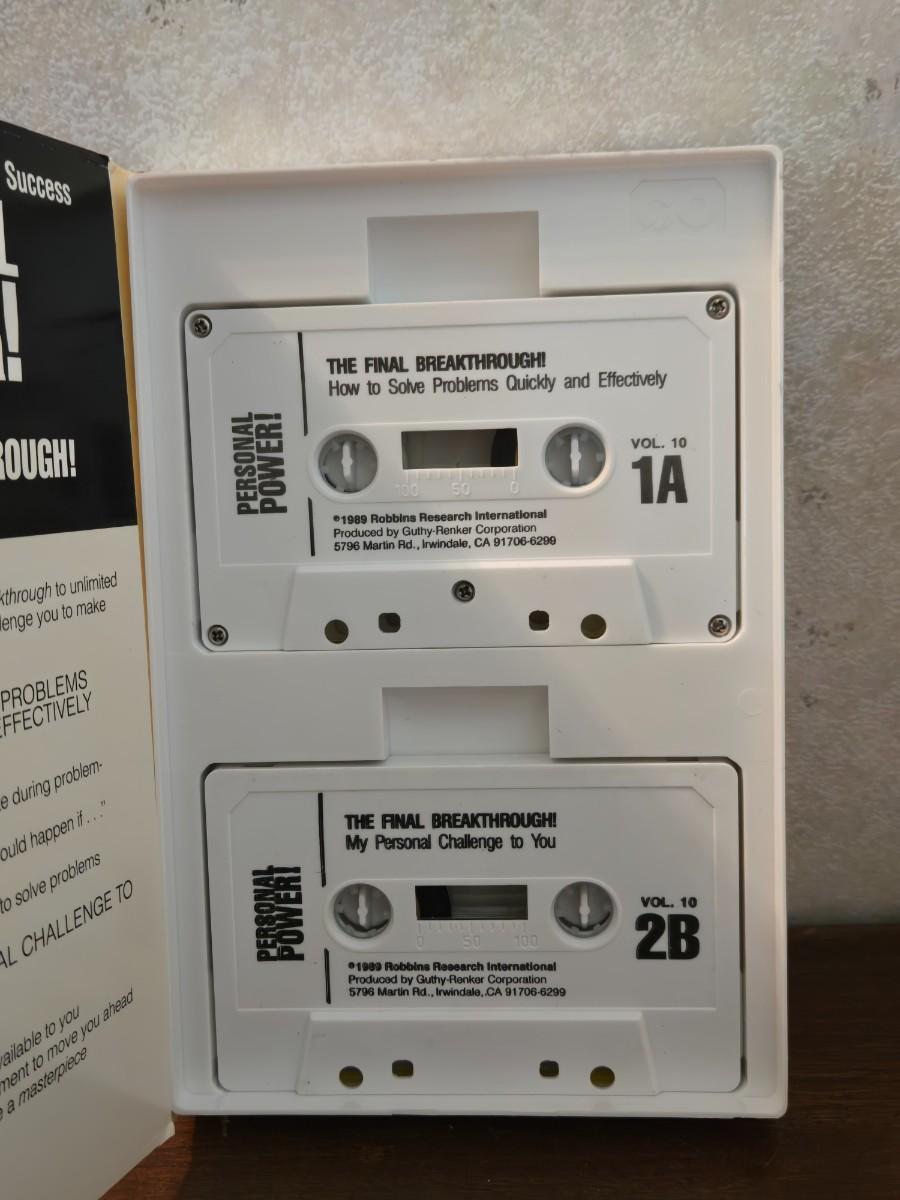 Success
!
ROUGH!
kthrough to unlimited
lenge you to make
PROBLEMS
EFFECTIVELY
e during problem-
ould happen if . . ."
to solve problems
AL CHALLENGE TO
vailable to you
ment to move you ahead
e a masterpiece
THE FINAL BREAKTHROUGH!
How to Solve Problems Quickly and Effectively
PERSONAL
POWER!
VOL. 10
1A
100 50 0
©1989 Robbins Research International
Produced by Guthy-Renker Corporation
5796 Martin Rd., Irwindale, CA 91706-6299
THE FINAL BREAKTHROUGH!
My Personal Challenge to You
PERSONAL
POWER!
VOL. 10
2B
0 50 100
©1989 Robbins Research International
Produced by Guthy-Renker Corporation
5796 Martin Rd., Irwindale, CA 91706-6299